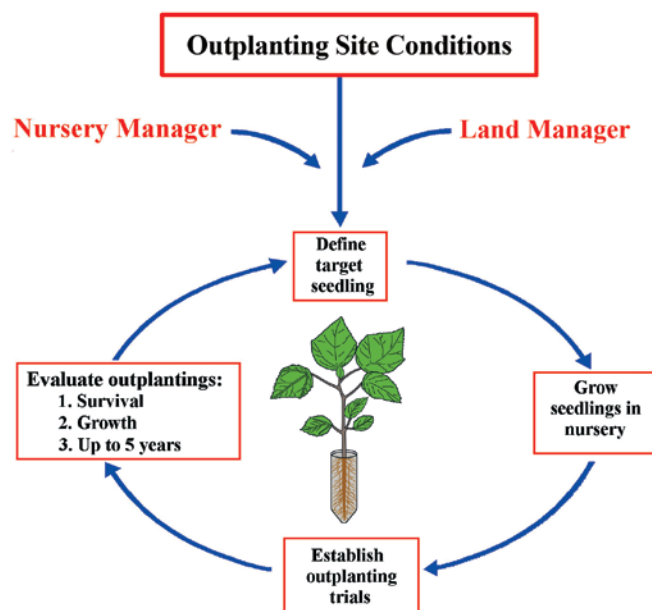 Outplanting Site Conditions
Nursery Manager
Land Manager
Define
target
seedling
Evaluate outplantings:
1. Survival
2. Growth
3. Up to 5 years
Grow
seedlings in
nursery
Establish
outplanting
trials